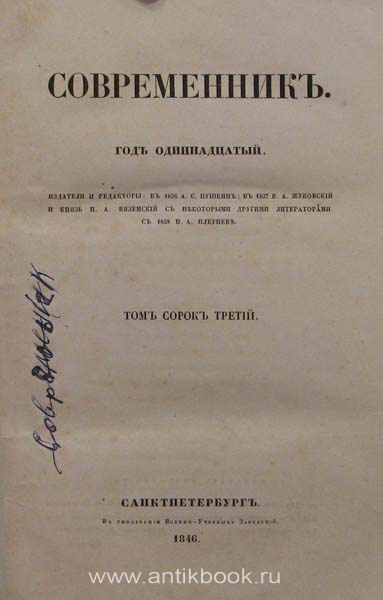 СОВРЕМЕННИКЪ.
ГОДЪ ОДИННАДЦАТЫЙ.
ИЗДАТЕЛИ И РЕДАКТОРЫ: ВЪ 1836 А. С. ПУШКИНЪ; ВЪ 1837 В. А. ЖУКОВСКІЙ
И КНЯЗЬ П. А. ВЯЗЕМСКІЙ СЪ НѢКОТОРЫМИ ДРУГИМИ ЛИТЕРАТОРАМИ
СЪ 1838 П. А. ПЛЕТНЕВЪ.
Современник
ТОМЪ СОРОКЪ ТРЕТІЙ.
САНКТПЕТЕРБУРГЪ.
Въ типографіи Военно-Учебныхъ Заведеній.
1846.
www.antikbook.ru